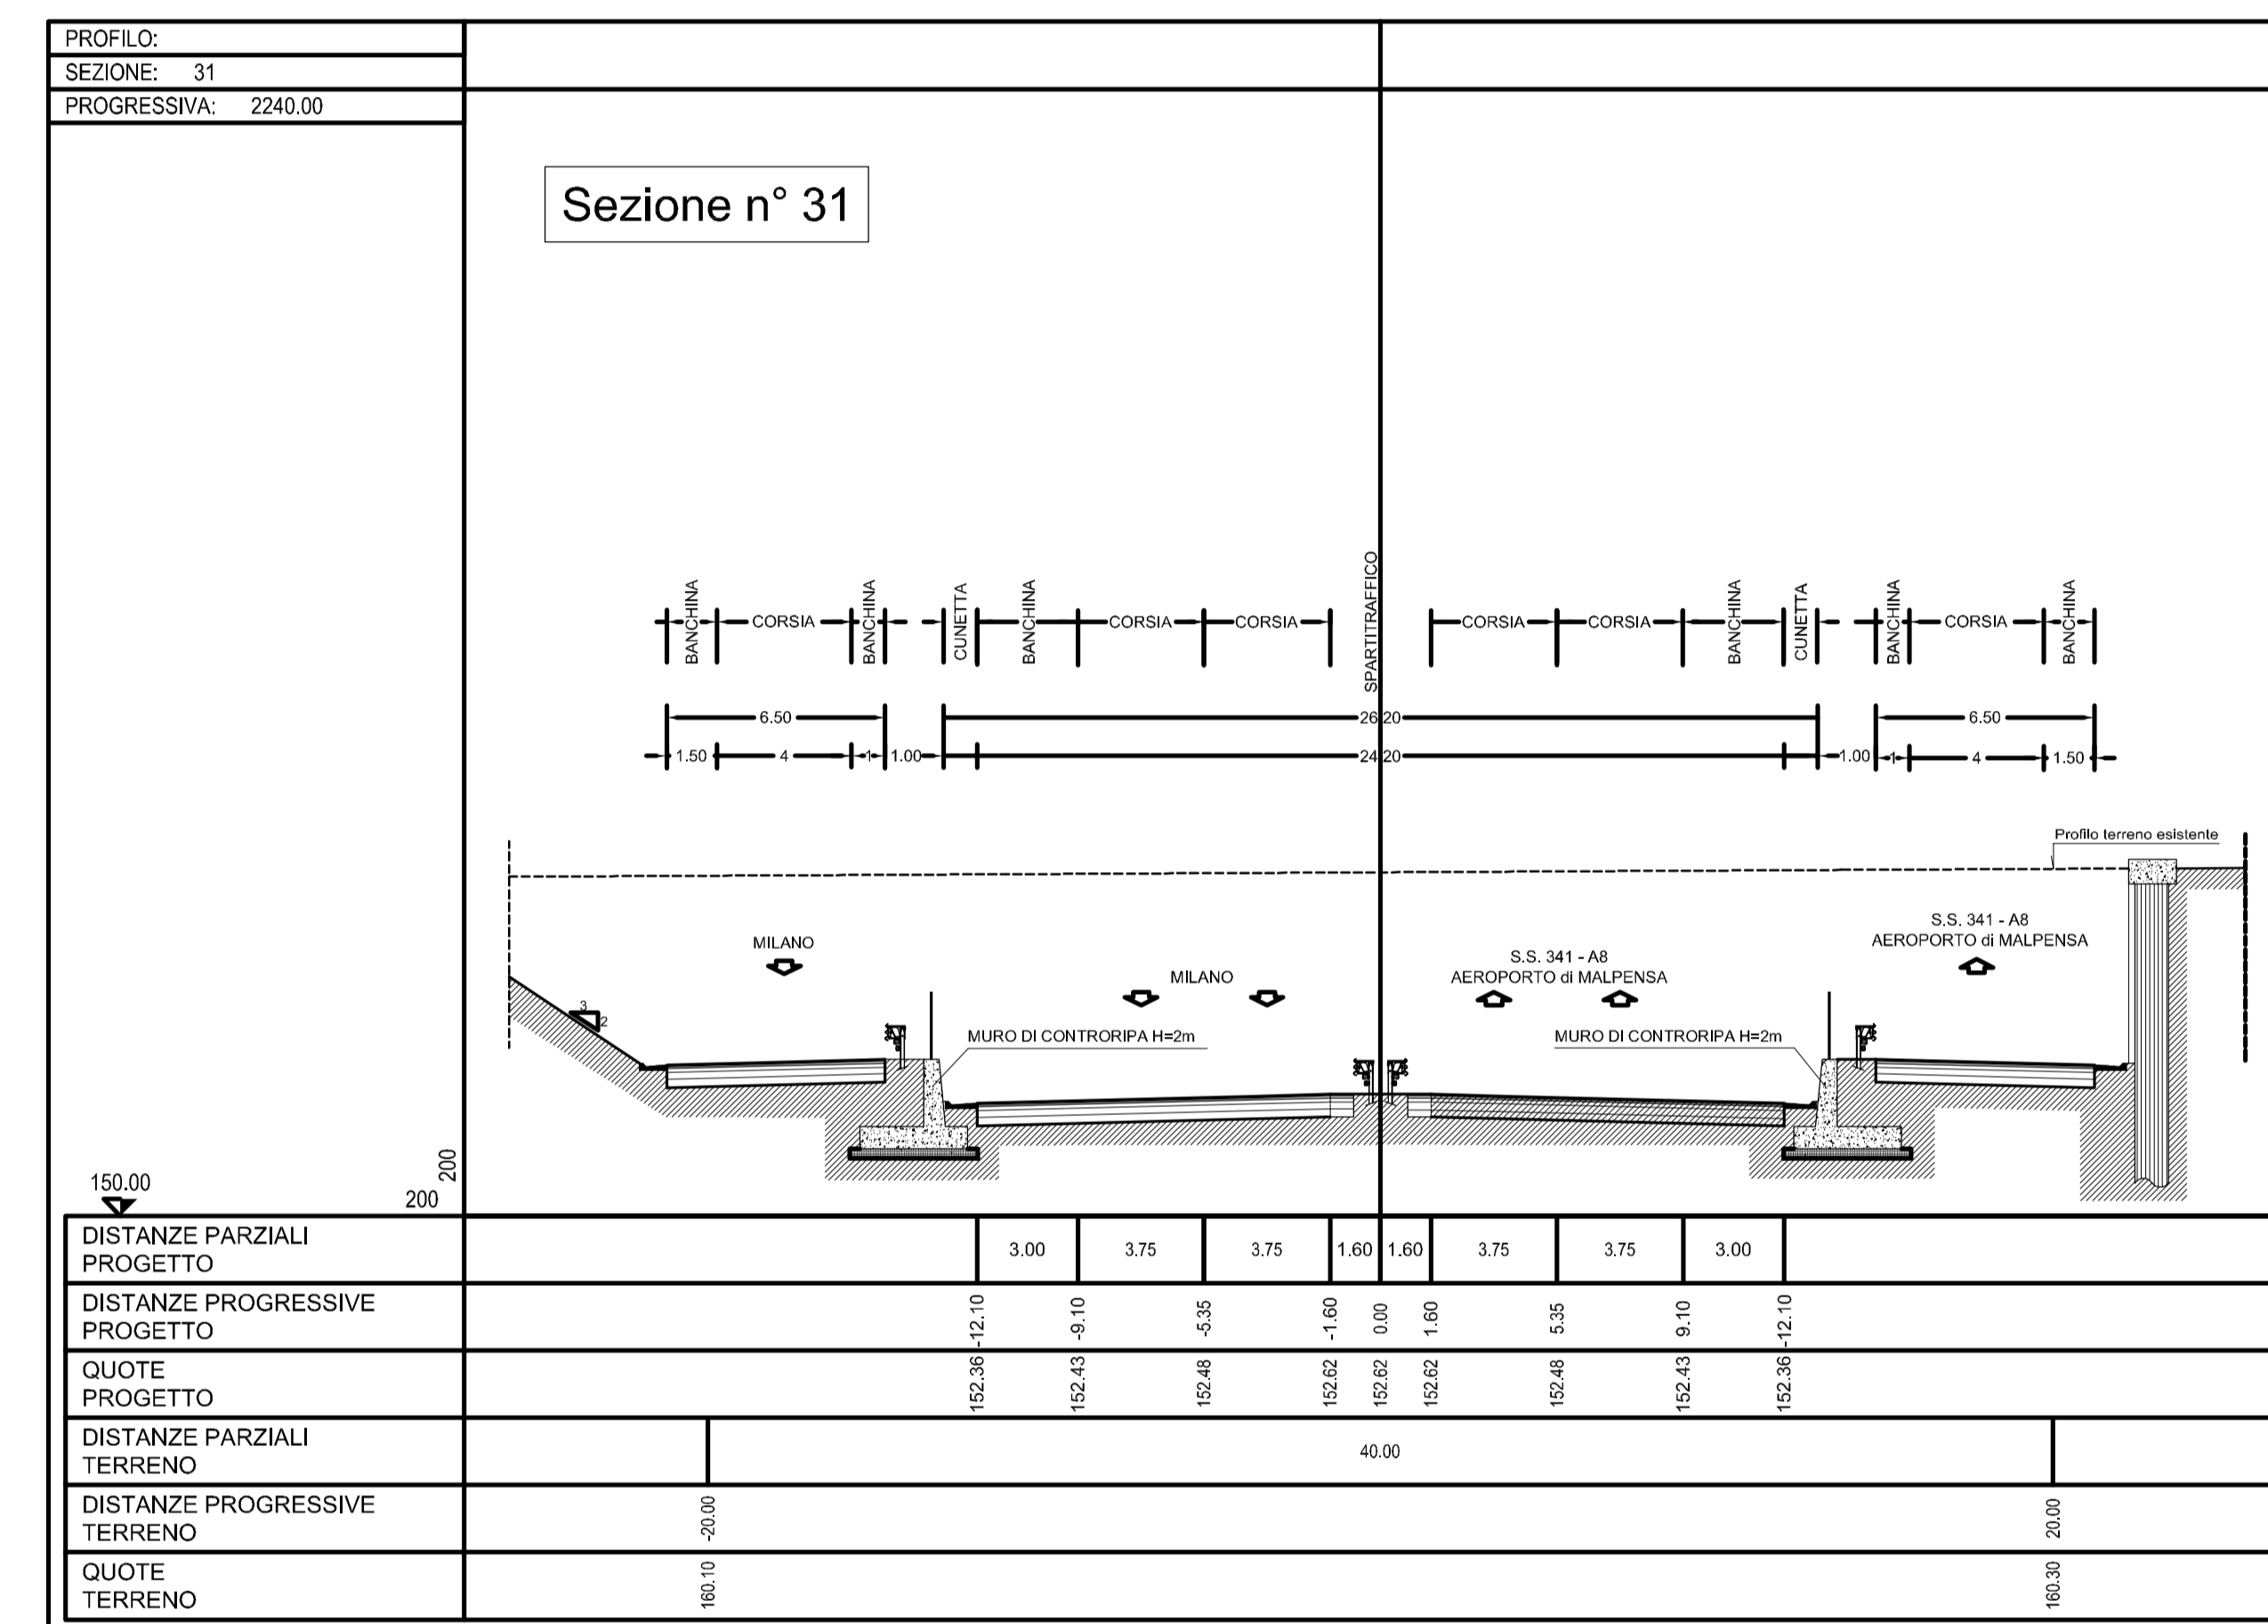 PROFILO:
SEZIONE: 31
PROGRESSIVA: 2240.00
Sezione n° 31
BANCHINA CORSIA BANCHINA CUNETTA BANCHINA CORSIA CORSIA SPARTITRAFFICO CORSIA CORSIA BANCHINA CUNETTA BANCHINA CORSIA BANCHINA
6.50 26.20 6.50
1.50 4 1 1.00 24.20 1.00 1 4 1.50
Profilo terreno esistente
MILANO
S.S. 341 - A8
AEROPORTO di MALPENSA
MILANO
S.S. 341 - A8
AEROPORTO di MALPENSA
3
2
MURO DI CONTRORIPA H=2m
MURO DI CONTRORIPA H=2m
150.00
200
200
DISTANZE PARZIALI
PROGETTO
3.00 3.75 3.75 1.60 1.60 3.75 3.75 3.00
DISTANZE PROGRESSIVE
PROGETTO
-12.10 -9.10 -5.35 -1.60 0.00 1.60 5.35 9.10 -12.10
QUOTE
PROGETTO
152.36 152.43 152.48 152.62 152.62 152.62 152.48 152.43 152.36
DISTANZE PARZIALI
TERRENO
40.00
DISTANZE PROGRESSIVE
TERRENO
-20.00 20.00
QUOTE
TERRENO
160.10 160.30